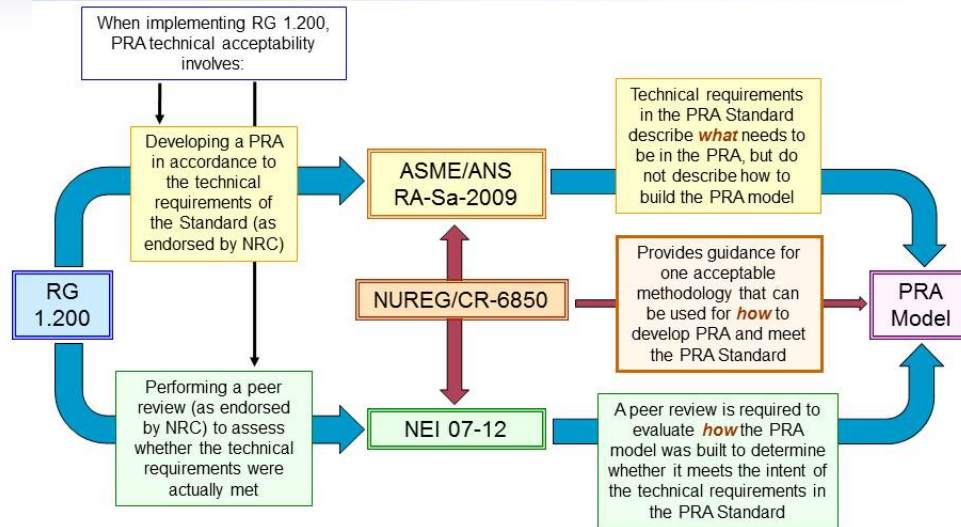 When implementing RG 1.200,
PRA technical acceptability
involves:
Developing a PRA
in accordance to
the technical
requirements of
the Standard (as
endorsed by NRC)
ASME/ANS
RA-Sa-2009
Technical requirements
in the PRA Standard
describe what needs to
be in the PRA, but do
not describe how to
build the PRA model
RG
1.200
NUREG/CR-6850
Provides guidance for
one acceptable
methodology that can
be used for how to
develop PRA and meet
the PRA Standard
PRA
Model
Performing a peer
review (as endorsed
by NRC) to assess
whether the technical
requirements were
actually met
NEI 07-12
A peer review is required to
evaluate how the PRA
model was built to determine
whether it meets the intent of
the technical requirements in
the PRA Standard